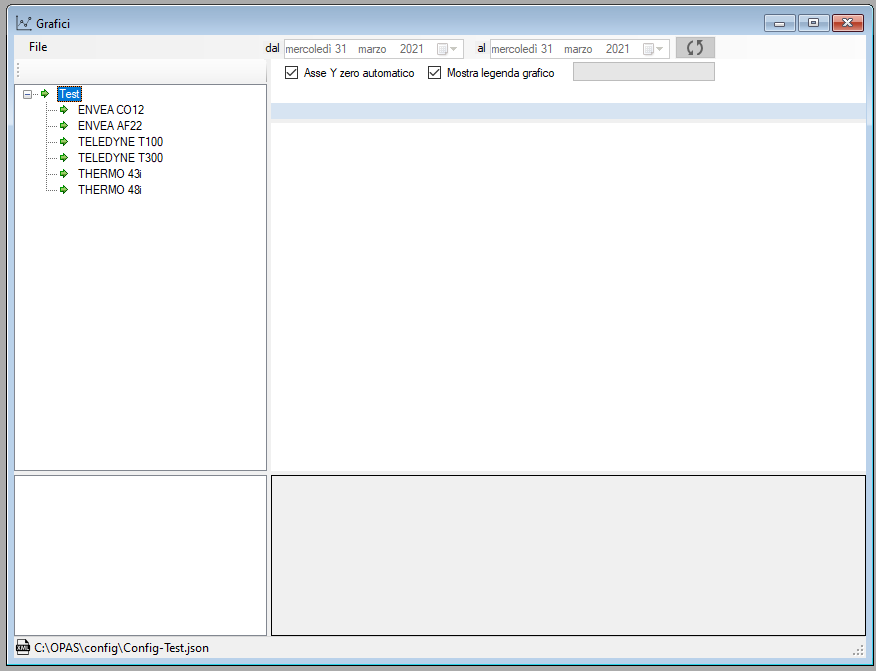 Grafici
File
dal mercoledì 31 marzo 2021 al mercoledì 31 marzo 2021
Asse Y zero automatico Mostra legenda grafico
Test
ENVEA CO12
ENVEA AF22
TELEDYNE T100
TELEDYNE T300
THERMO 43i
THERMO 48i
XML C:\OPAS\config\Config-Test.json